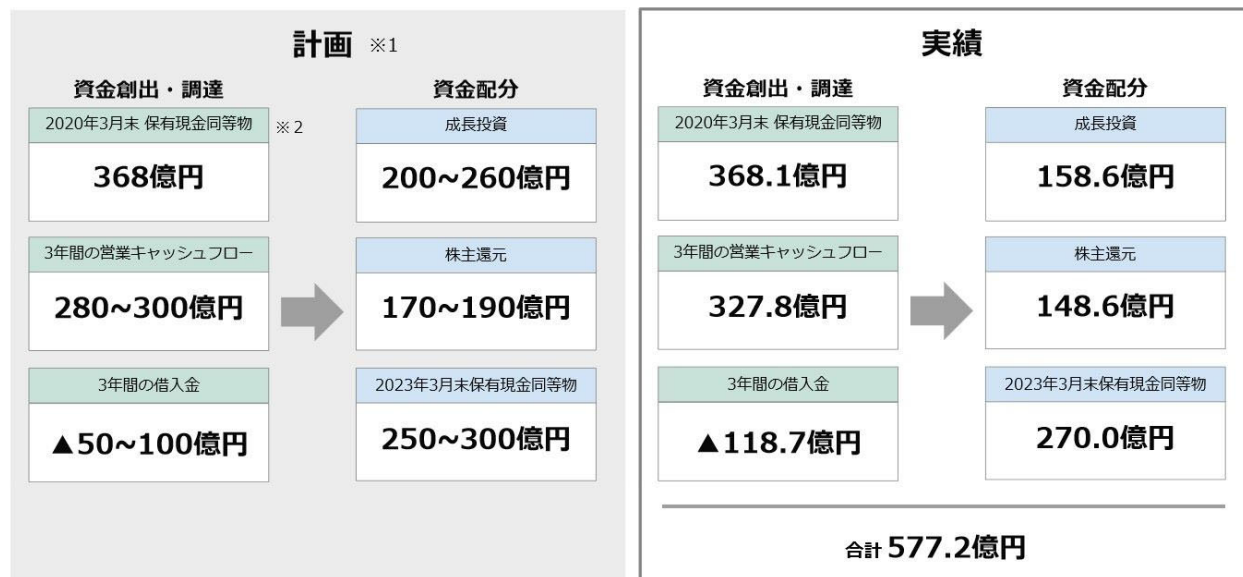 計画 ※1
資金創出・調達
2020年3月末 保有現金同等物 ※2
368億円
3年間の営業キャッシュフロー
280~300億円
3年間の借入金
▲50~100億円
資金配分
成長投資
200~260億円
株主還元
170~190億円
2023年3月末保有現金同等物
250~300億円
実績
資金創出・調達
2020年3月末 保有現金同等物
368.1億円
3年間の営業キャッシュフロー
327.8億円
3年間の借入金
▲118.7億円
資金配分
成長投資
158.6億円
株主還元
148.6億円
2023年3月末保有現金同等物
270.0億円
合計 577.2億円